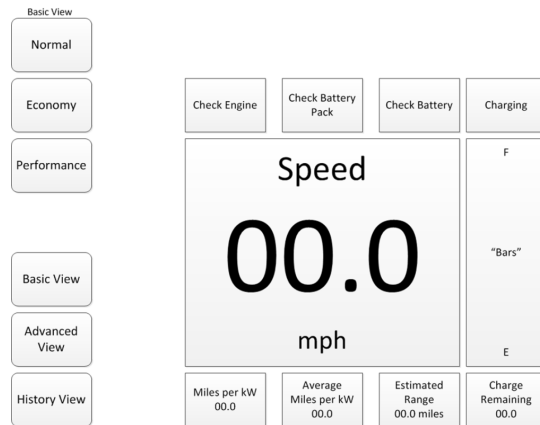 Basic View
Normal
Economy
Performance
Basic View
Advanced
View
History View
Check Engine
Check Battery
Pack
Check Battery
Charging
Speed
00.0
mph
F
“Bars”
E
Miles per kW
00.0
Average
Miles per kW
00.0
Estimated
Range
00.0 miles
Charge
Remaining
00.0